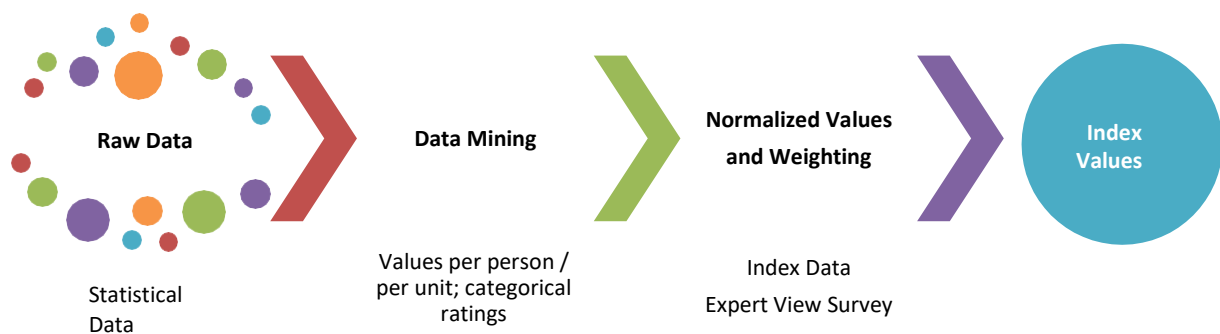 Raw Data
Data Mining
Normalized Values
and Weighting
Index
Values
Statistical
Data
Values per person /
per unit; categorical
ratings
Index Data
Expert View Survey